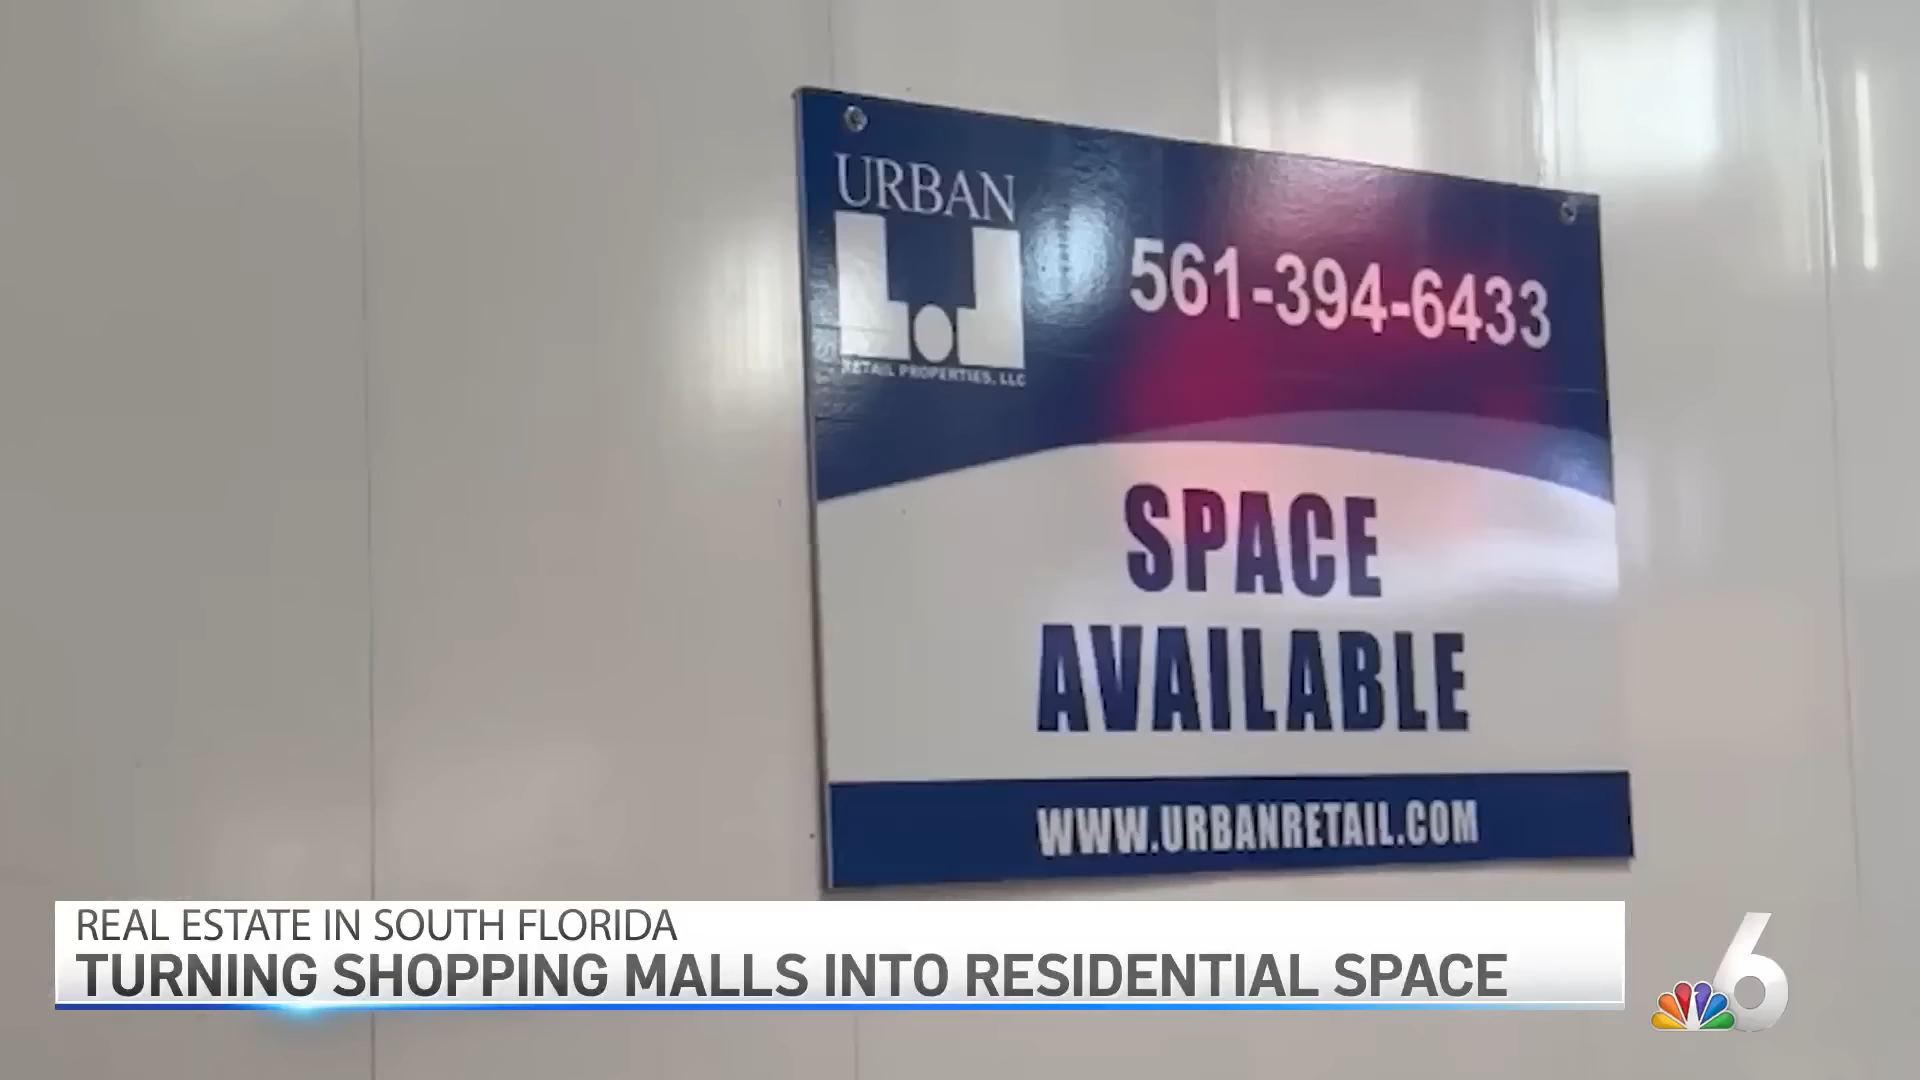 URBAN
RETAIL PROPERTIES, LLC
561-394-6433
SPACE
AVAILABLE
WWW.URBANRETAIL.COM
REAL ESTATE IN SOUTH FLORIDA
TURNING SHOPPING MALLS INTO RESIDENTIAL SPACE
6